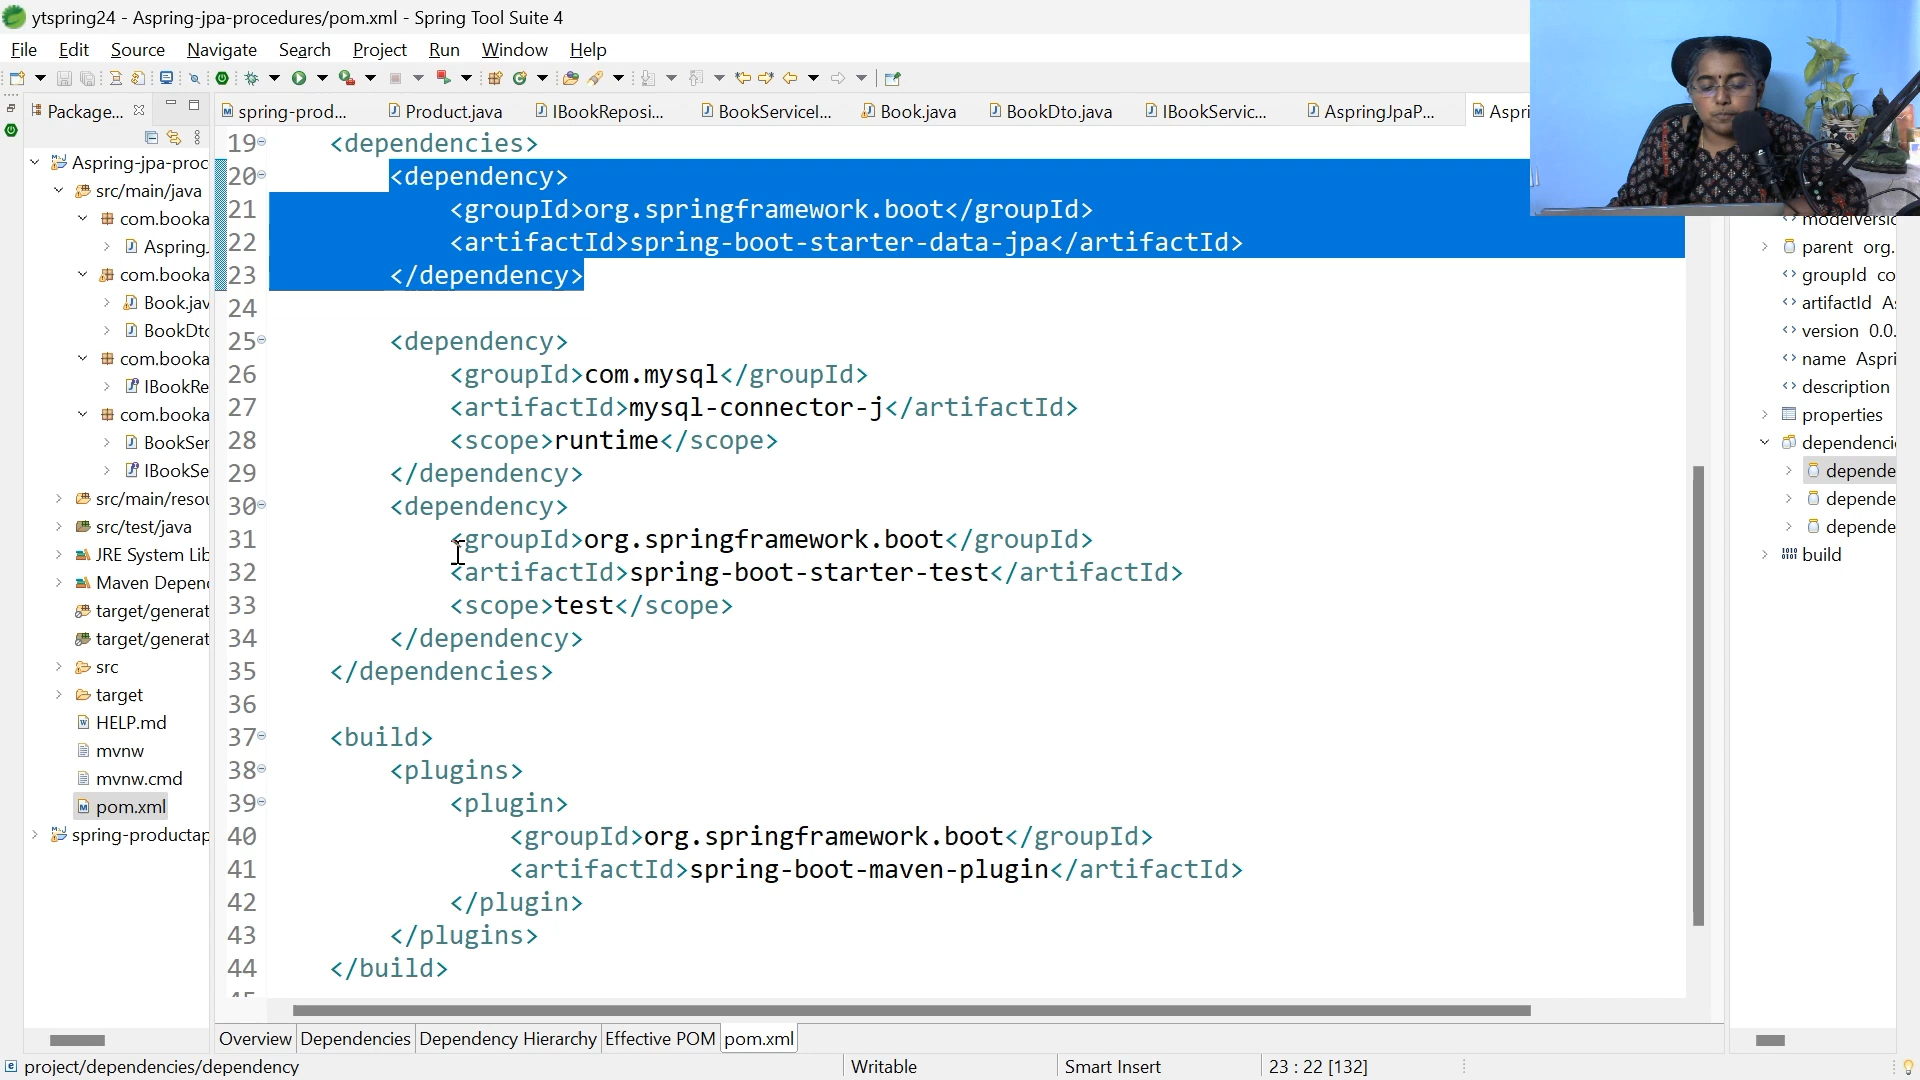 ytspring24 - Aspring-jpa-procedures/pom.xml - Spring Tool Suite 4
File Edit Source Navigate Search Project Run Window Help
Package... spring-prod... Product.java IBookReposi... BookServiceI... Book.java BookDto.java IBookServic... AspringJpaP... Aspri
Aspring-jpa-proc
src/main/java
com.booka
Aspring.
com.booka
Book.jav
BookDto
com.booka
IBookRe
com.booka
BookSer
IBookSe
src/main/resou
src/test/java
JRE System Lib
Maven Depend
target/generat
target/generat
src
target
HELP.md
mvnw
mvnw.cmd
pom.xml
spring-productap
19 <dependencies>
20 <dependency>
21 <groupId>org.springframework.boot</groupId>
22 <artifactId>spring-boot-starter-data-jpa</artifactId>
23 </dependency>
24
25 <dependency>
26 <groupId>com.mysql</groupId>
27 <artifactId>mysql-connector-j</artifactId>
28 <scope>runtime</scope>
29 </dependency>
30 <dependency>
31 <groupId>org.springframework.boot</groupId>
32 <artifactId>spring-boot-starter-test</artifactId>
33 <scope>test</scope>
34 </dependency>
35 </dependencies>
36
37 <build>
38 <plugins>
39 <plugin>
40 <groupId>org.springframework.boot</groupId>
41 <artifactId>spring-boot-maven-plugin</artifactId>
42 </plugin>
43 </plugins>
44 </build>
modelVersio
parent org.
groupId co
artifactId As
version 0.0.
name Aspri
description
properties
dependenci
depende
depende
depende
build
Overview Dependencies Dependency Hierarchy Effective POM pom.xml
project/dependencies/dependency Writable Smart Insert 23 : 22 [132]